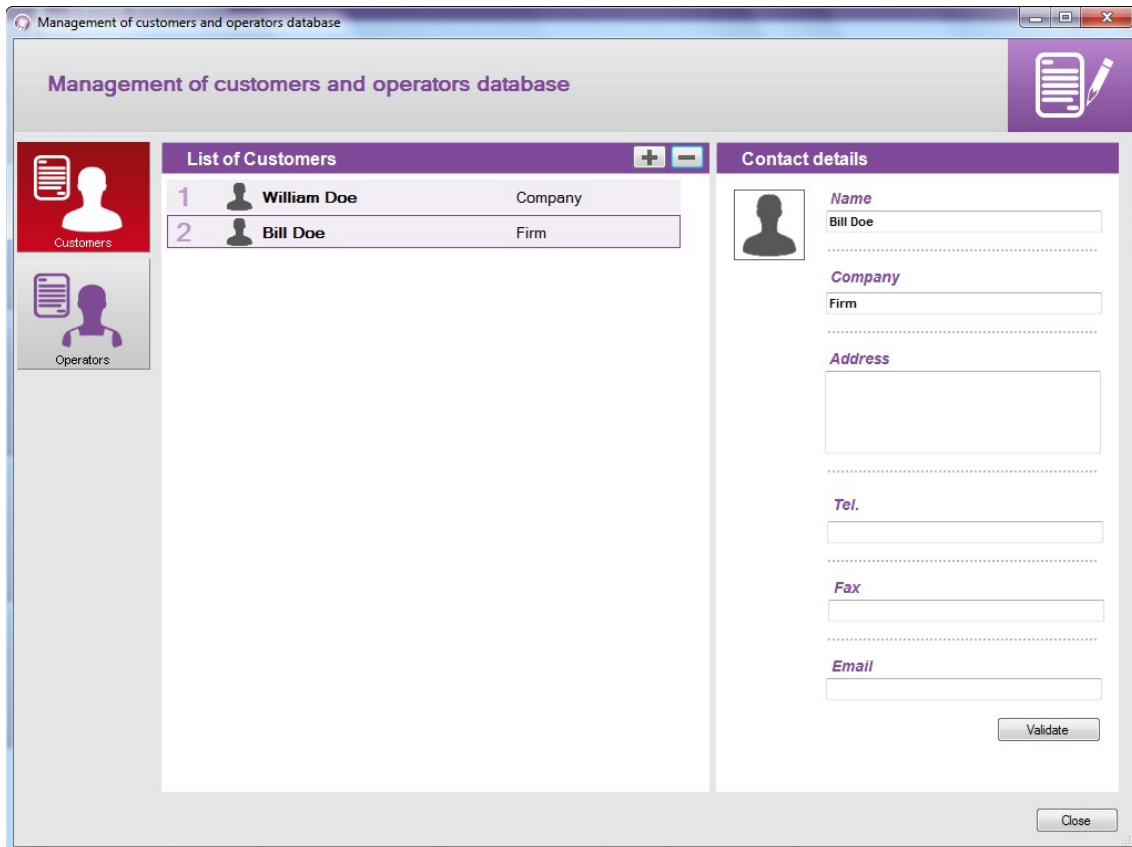 Management of customers and operators database
Management of customers and operators database
Customers
Operators
List of Customers
1 William Doe Company
2 Bill Doe Firm
Contact details
Name
Bill Doe
Company
Firm
Address
Tel.
Fax
Email
Validate
Close